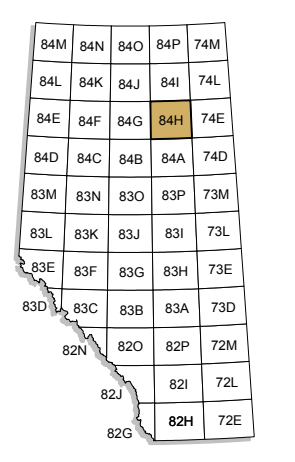 84M 84N 84O 84P 74M
84L 84K 84J 84I 74L
84E 84F 84G 84H 74E
84D 84C 84B 84A 74D
83M 83N 83O 83P 73M
83L 83K 83J 83I 73L
83E 83F 83G 83H 73E
83D 83C 83B 83A 73D
82N 82O 82P 72M
82J 82I 72L
82G 82H 72E